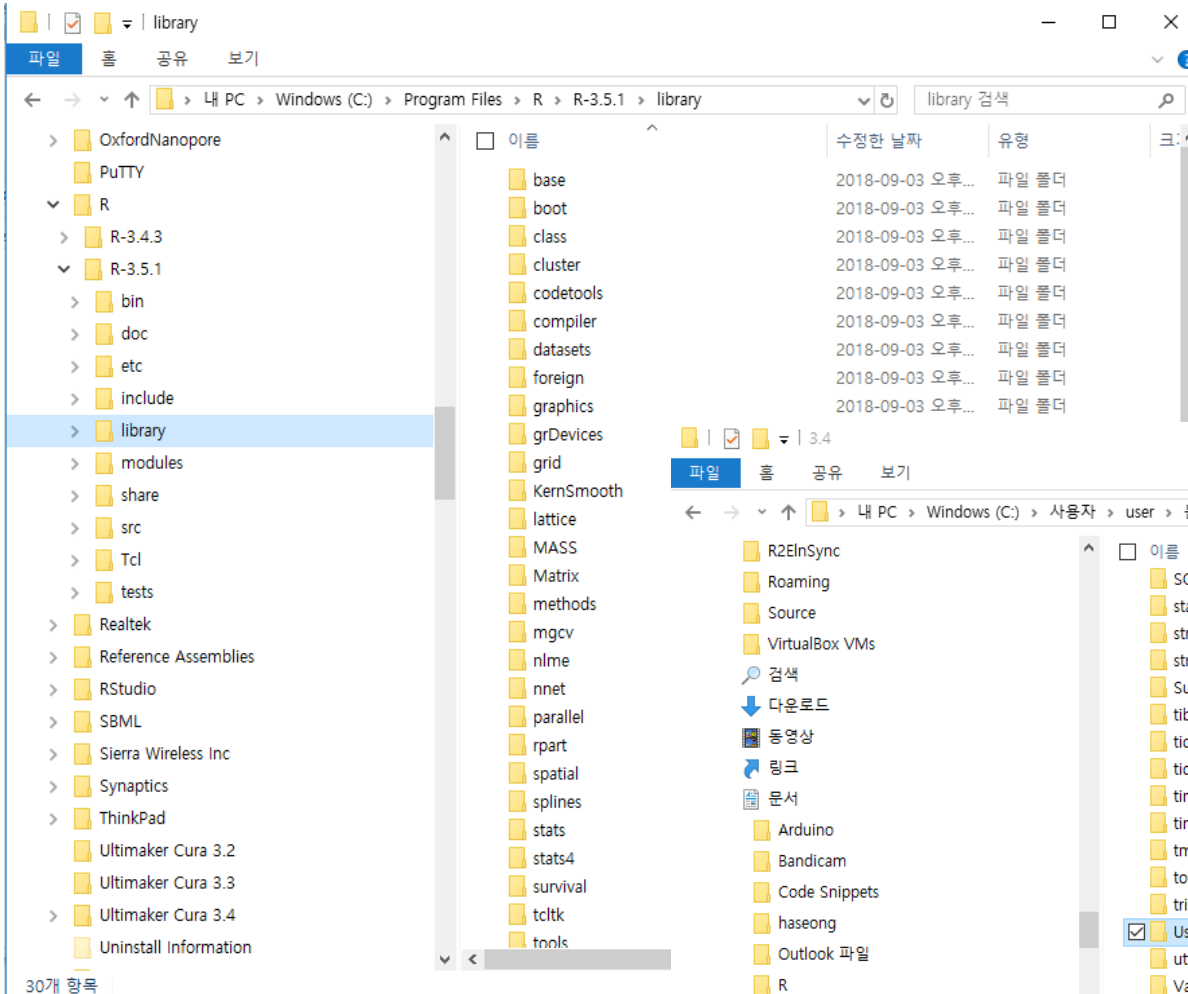 library
파일 홈 공유 보기
내 PC > Windows (C:) > Program Files > R > R-3.5.1 > library
library 검색
OxfordNanopore
PuTTY
R
R-3.4.3
R-3.5.1
bin
doc
etc
include
library
modules
share
src
Tcl
tests
Realtek
Reference Assemblies
RStudio
SBML
Sierra Wireless Inc
Synaptics
ThinkPad
Ultimaker Cura 3.2
Ultimaker Cura 3.3
Ultimaker Cura 3.4
Uninstall Information
30개 항목
이름 수정한 날짜 유형
base 2018-09-03 오후... 파일 폴더
boot 2018-09-03 오후... 파일 폴더
class 2018-09-03 오후... 파일 폴더
cluster 2018-09-03 오후... 파일 폴더
codetools 2018-09-03 오후... 파일 폴더
compiler 2018-09-03 오후... 파일 폴더
datasets 2018-09-03 오후... 파일 폴더
foreign 2018-09-03 오후... 파일 폴더
graphics 2018-09-03 오후... 파일 폴더
grDevices
grid
KernSmooth
lattice
MASS
Matrix
methods
mgcv
nlme
nnet
parallel
rpart
spatial
splines
stats
stats4
survival
tcltk
tools
3.4
파일 홈 공유 보기
내 PC > Windows (C:) > 사용자 > user >
R2ElnSync
Roaming
Source
VirtualBox VMs
검색
다운로드
동영상
링크
문서
Arduino
Bandicam
Code Snippets
haseong
Outlook 파일
R
이름